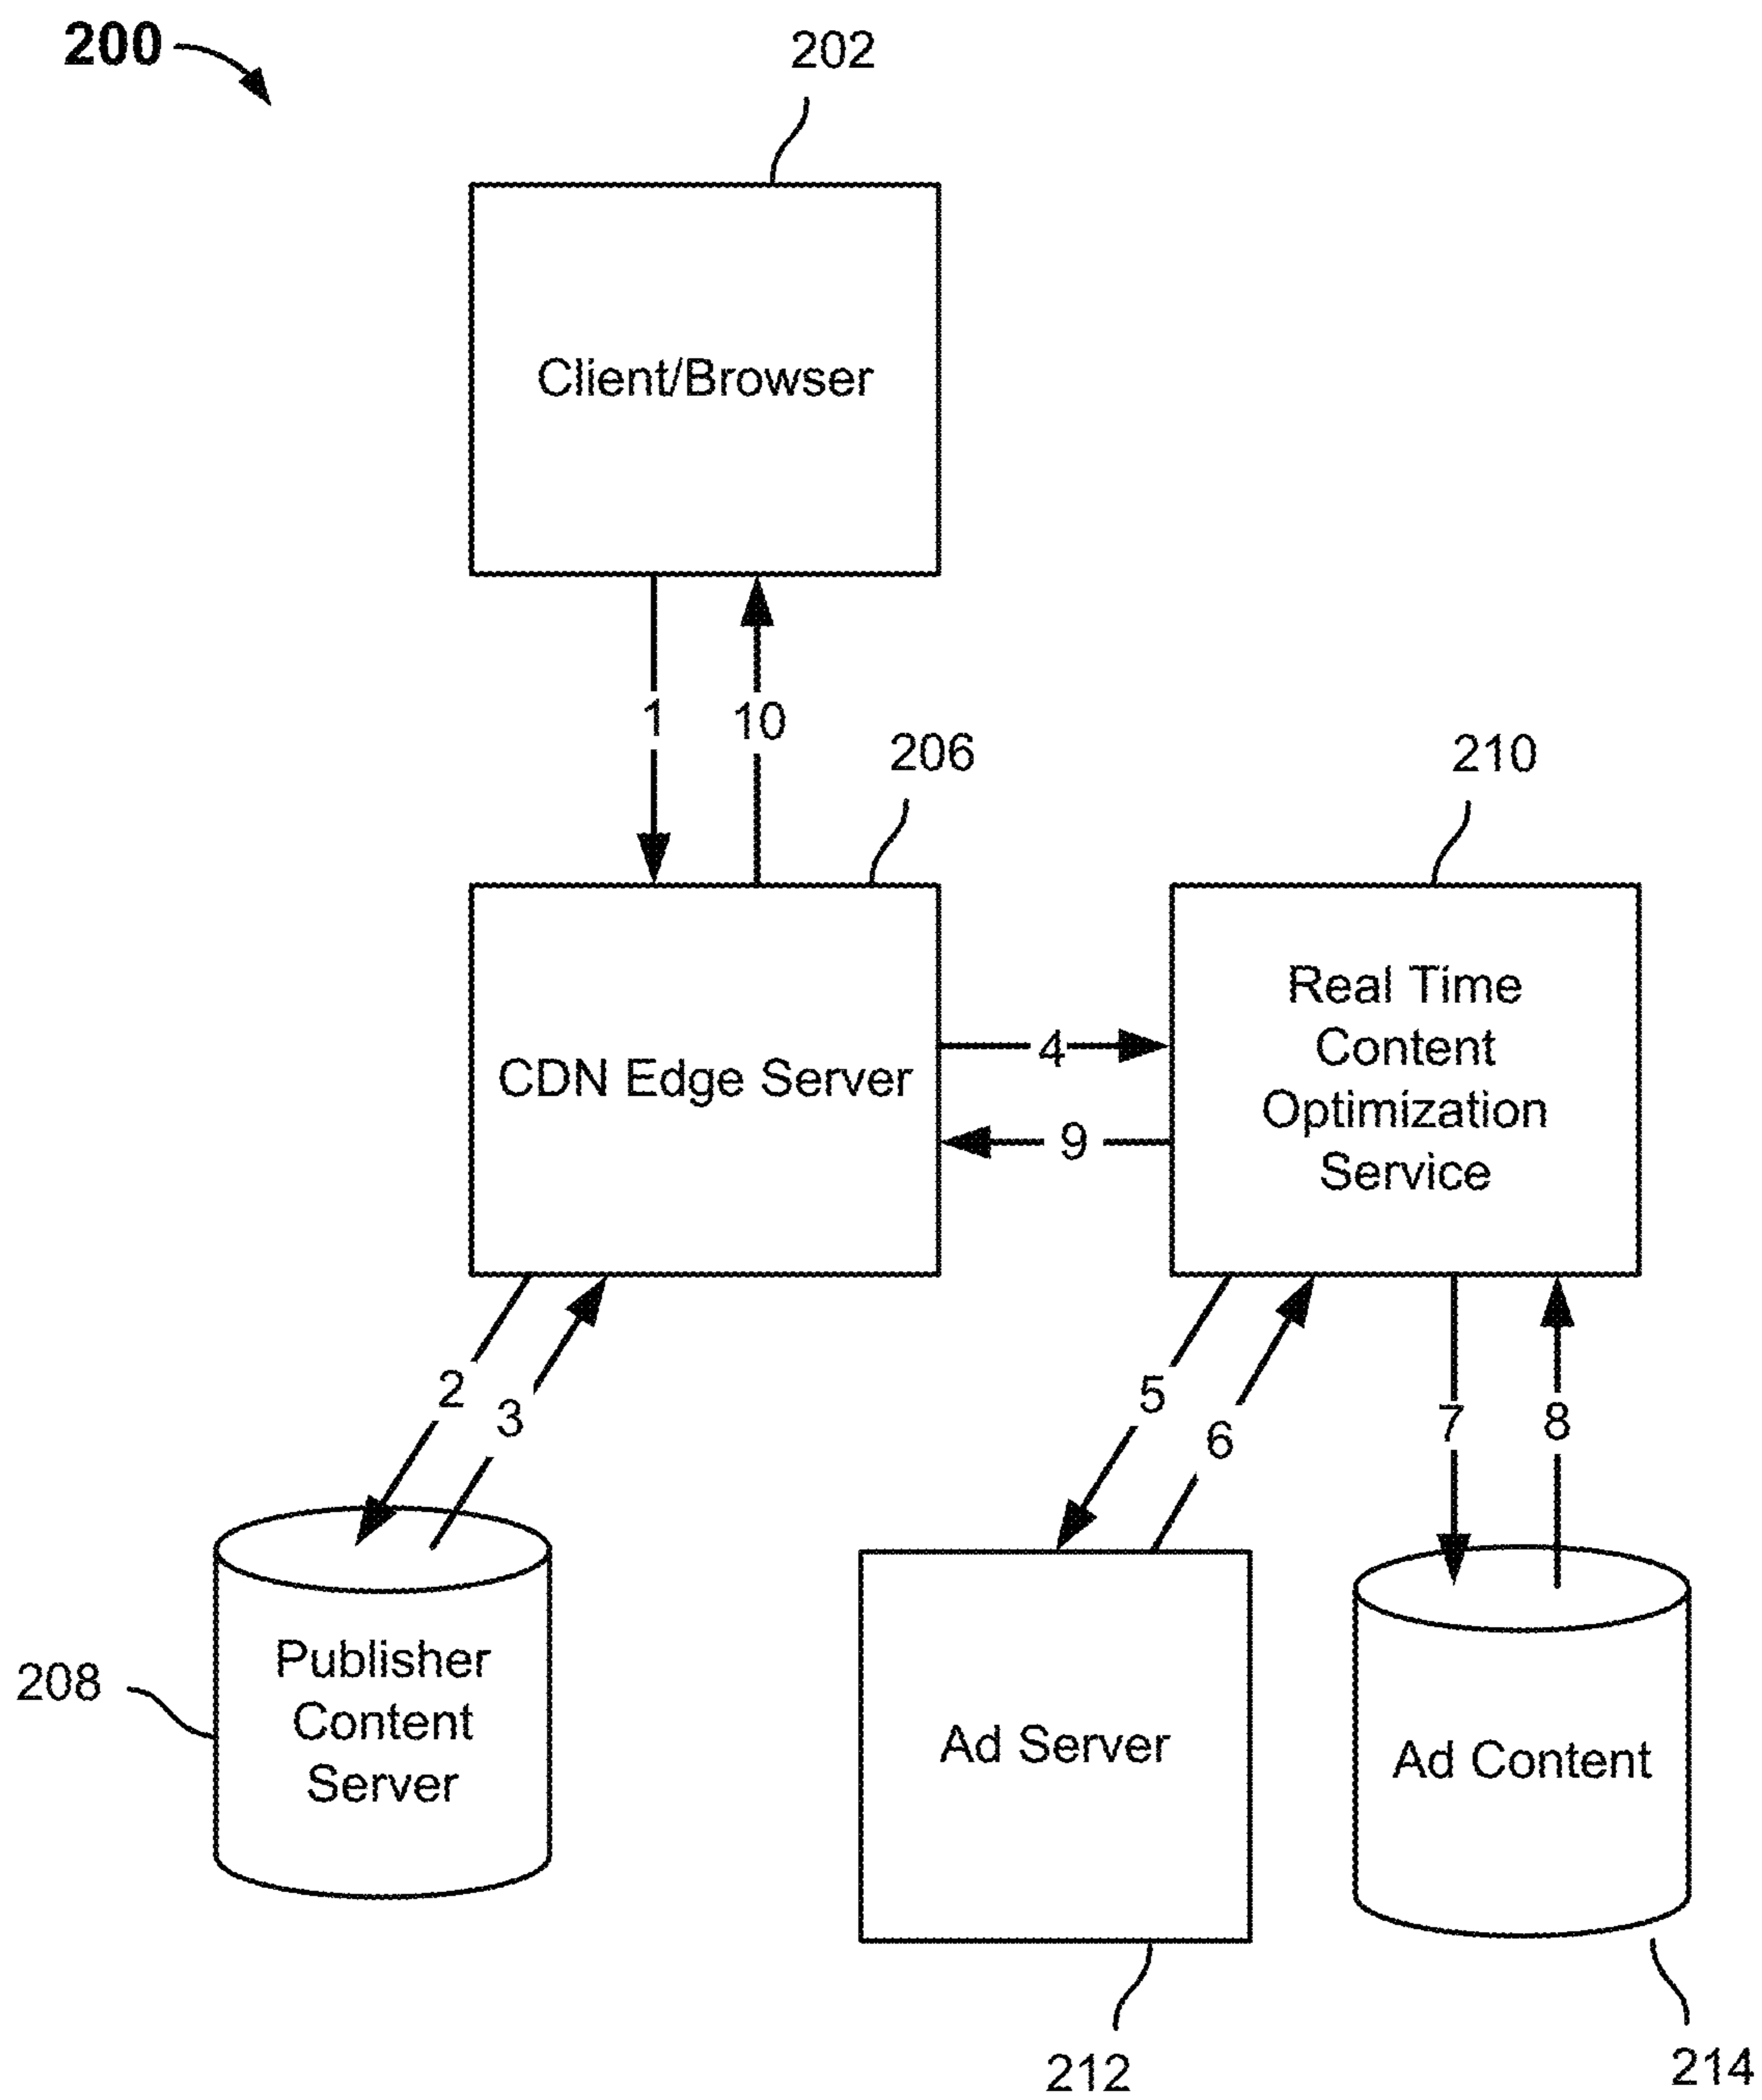 200
202
Client/Browser
1
10
206
210
CDN Edge Server
Real Time
Content
Optimization
Service
4
9
2
3
5
6
7
8
208
Publisher
Content
Server
Ad Server
Ad Content
212
214